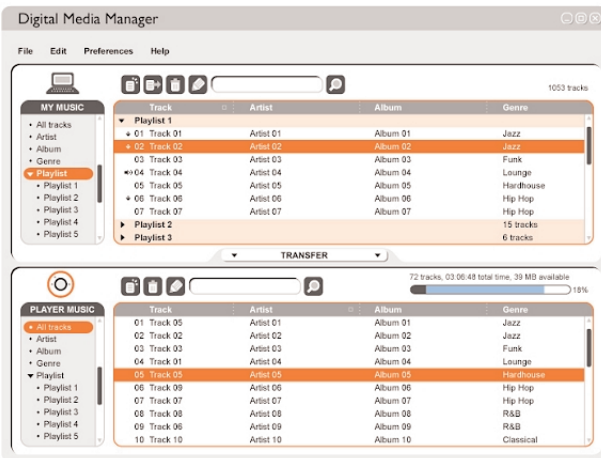 Digital Media Manager
File Edit Preferences Help
1053 tracks
MY MUSIC
All tracks
Artist
Album
Genre
Playlist
Playlist 1
Playlist 2
Playlist 3
Playlist 4
Playlist 5
Track Artist Album Genre
Playlist 1
01 Track 01 Artist 01 Album 01 Jazz
02 Track 02 Artist 02 Album 02 Jazz
03 Track 03 Artist 03 Album 03 Funk
04 Track 04 Artist 04 Album 04 Lounge
05 Track 05 Artist 05 Album 05 Hardhouse
06 Track 06 Artist 06 Album 06 Hip Hop
07 Track 07 Artist 07 Album 07 Hip Hop
Playlist 2 15 tracks
Playlist 3 6 tracks
TRANSFER
72 tracks, 03:06:48 total time, 39 MB available
18%
PLAYER MUSIC
All tracks
Artist
Album
Genre
Playlist
Playlist 1
Playlist 2
Playlist 3
Playlist 4
Playlist 5
Track Artist Album Genre
01 Track 05 Artist 01 Album 01 Jazz
02 Track 02 Artist 02 Album 02 Jazz
03 Track 03 Artist 03 Album 03 Funk
04 Track 01 Artist 04 Album 04 Lounge
05 Track 05 Artist 05 Album 05 Hardhouse
06 Track 09 Artist 06 Album 06 Hip Hop
07 Track 07 Artist 07 Album 07 Hip Hop
08 Track 08 Artist 08 Album 08 R&B
09 Track 06 Artist 09 Album 09 R&B
10 Track 10 Artist 10 Album 10 Classical